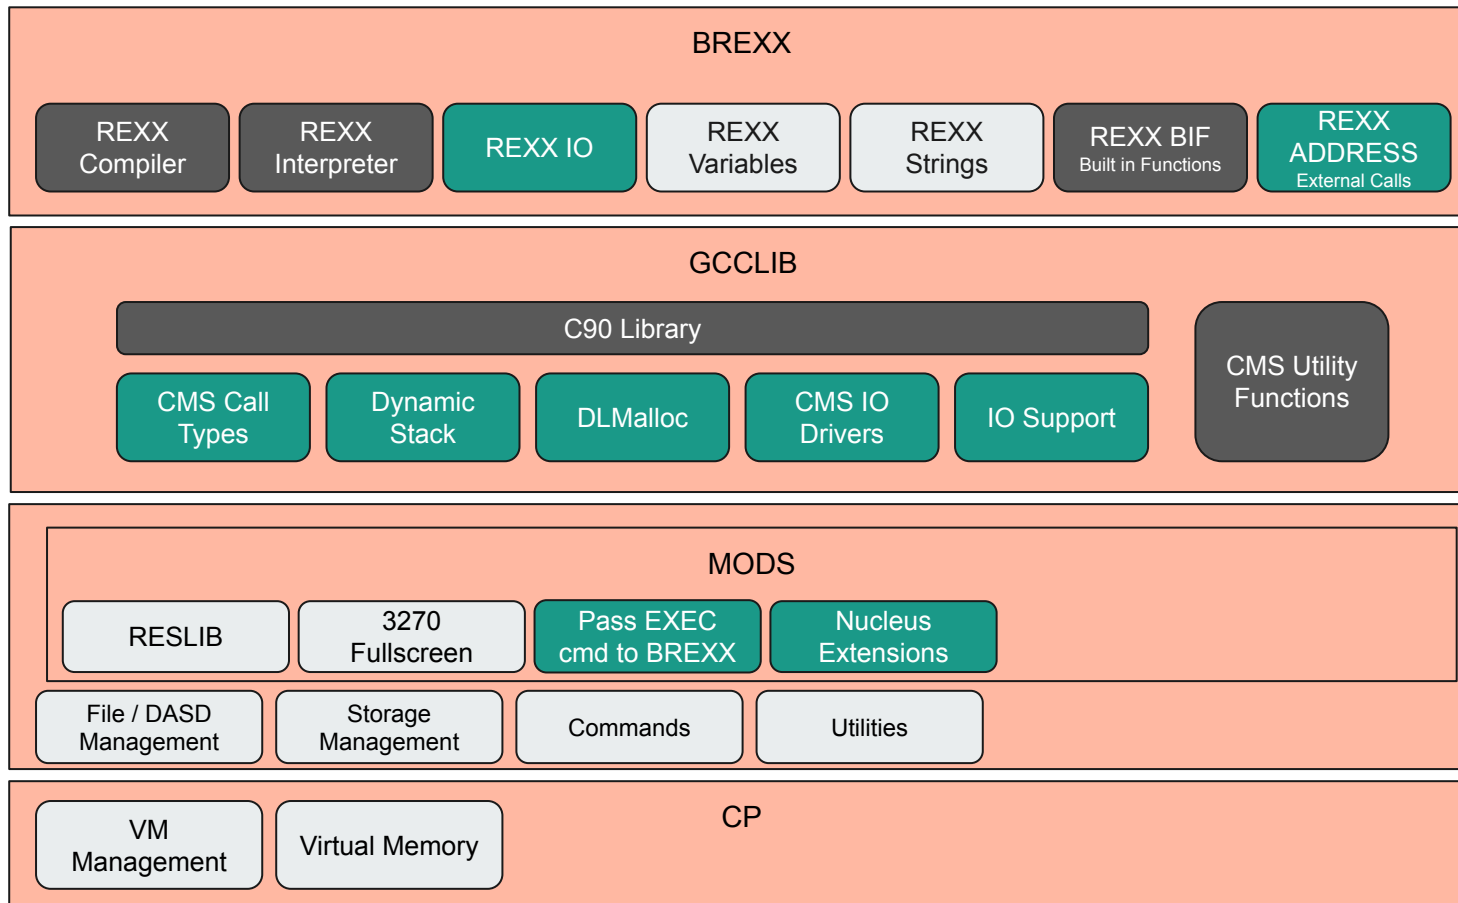 BREXX
REXX
Compiler
REXX
Interpreter
REXX IO
REXX
Variables
REXX
Strings
REXX BIF
Built in Functions
REXX
ADDRESS
External Calls
GCCLIB
C90 Library
CMS Call
Types
Dynamic
Stack
DLMalloc
CMS IO
Drivers
IO Support
CMS Utility
Functions
MODS
RESLIB
3270
Fullscreen
Pass EXEC
cmd to BREXX
Nucleus
Extensions
File / DASD
Management
Storage
Management
Commands
Utilities
CP
VM
Management
Virtual Memory